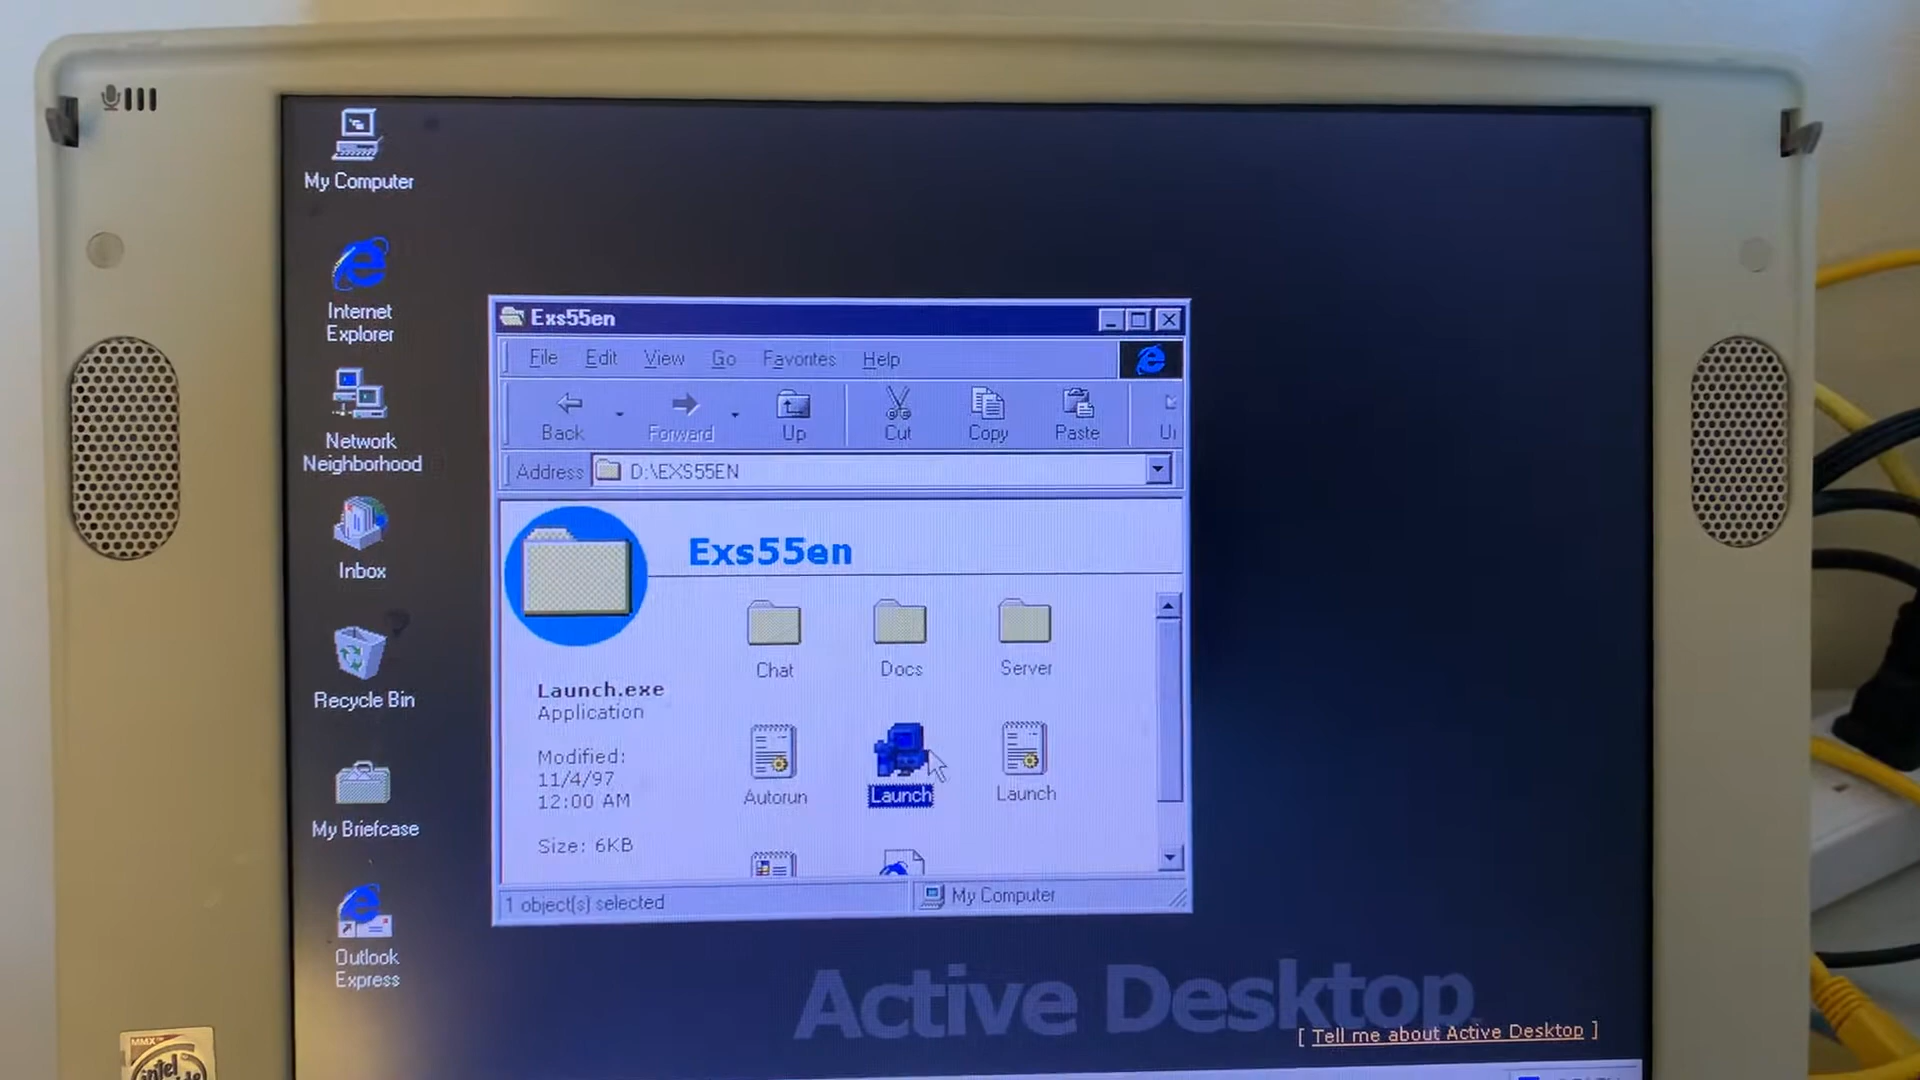 My Computer
Internet
Explorer
Network
Neighborhood
Inbox
Recycle Bin
My Briefcase
Outlook
Express
Exs55en
File Edit View Go Favorites Help
Back Forward Up Cut Copy Paste
Address D:\EXS55EN
Exs55en
Chat Docs Server
Launch.exe
Application
Modified:
11/4/97
12:00 AM
Size: 6KB
Autorun Launch Launch
1 object(s) selected My Computer
Active Desktop
[ Tell me about Active Desktop ]
MMX
intel